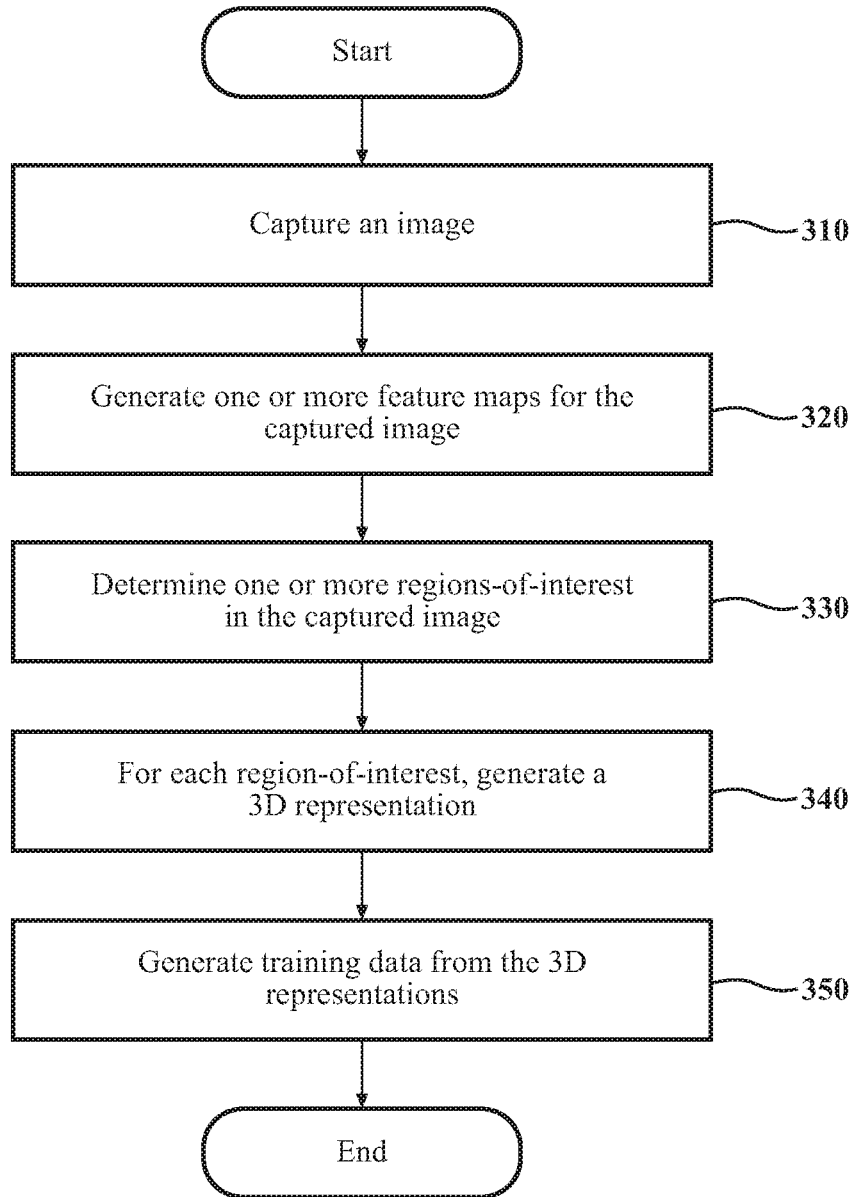 Start
Capture an image
310
Generate one or more feature maps for the
captured image
320
Determine one or more regions-of-interest
in the captured image
330
For each region-of-interest, generate a
3D representation
340
Generate training data from the 3D
representations
350
End